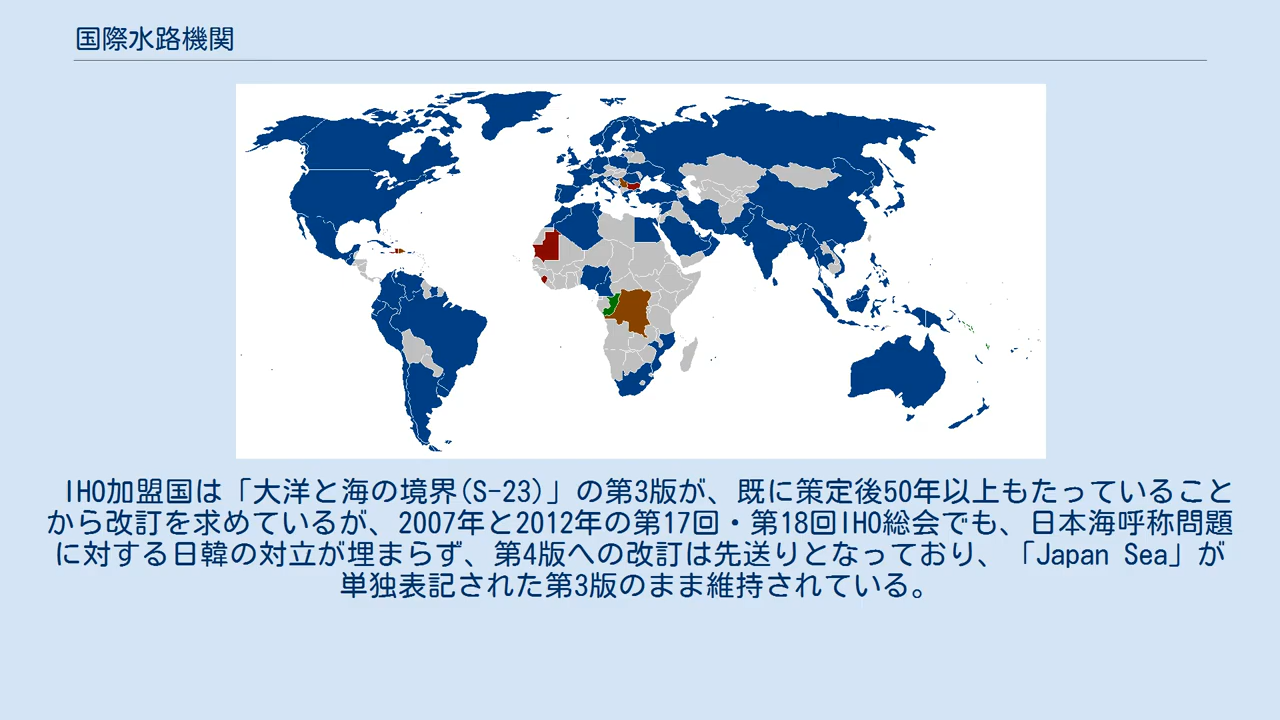 国際水路機関
IHO加盟国は「大洋と海の境界(S-23)」の第3版が、既に策定後50年以上もたっていること
から改訂を求めているが、2007年と2012年の第17回・第18回IHO総会でも、日本海呼称問題
に対する日韓の対立が埋まらず、第4版への改訂は先送りとなっており、「Japan Sea」が
単独表記された第3版のまま維持されている。